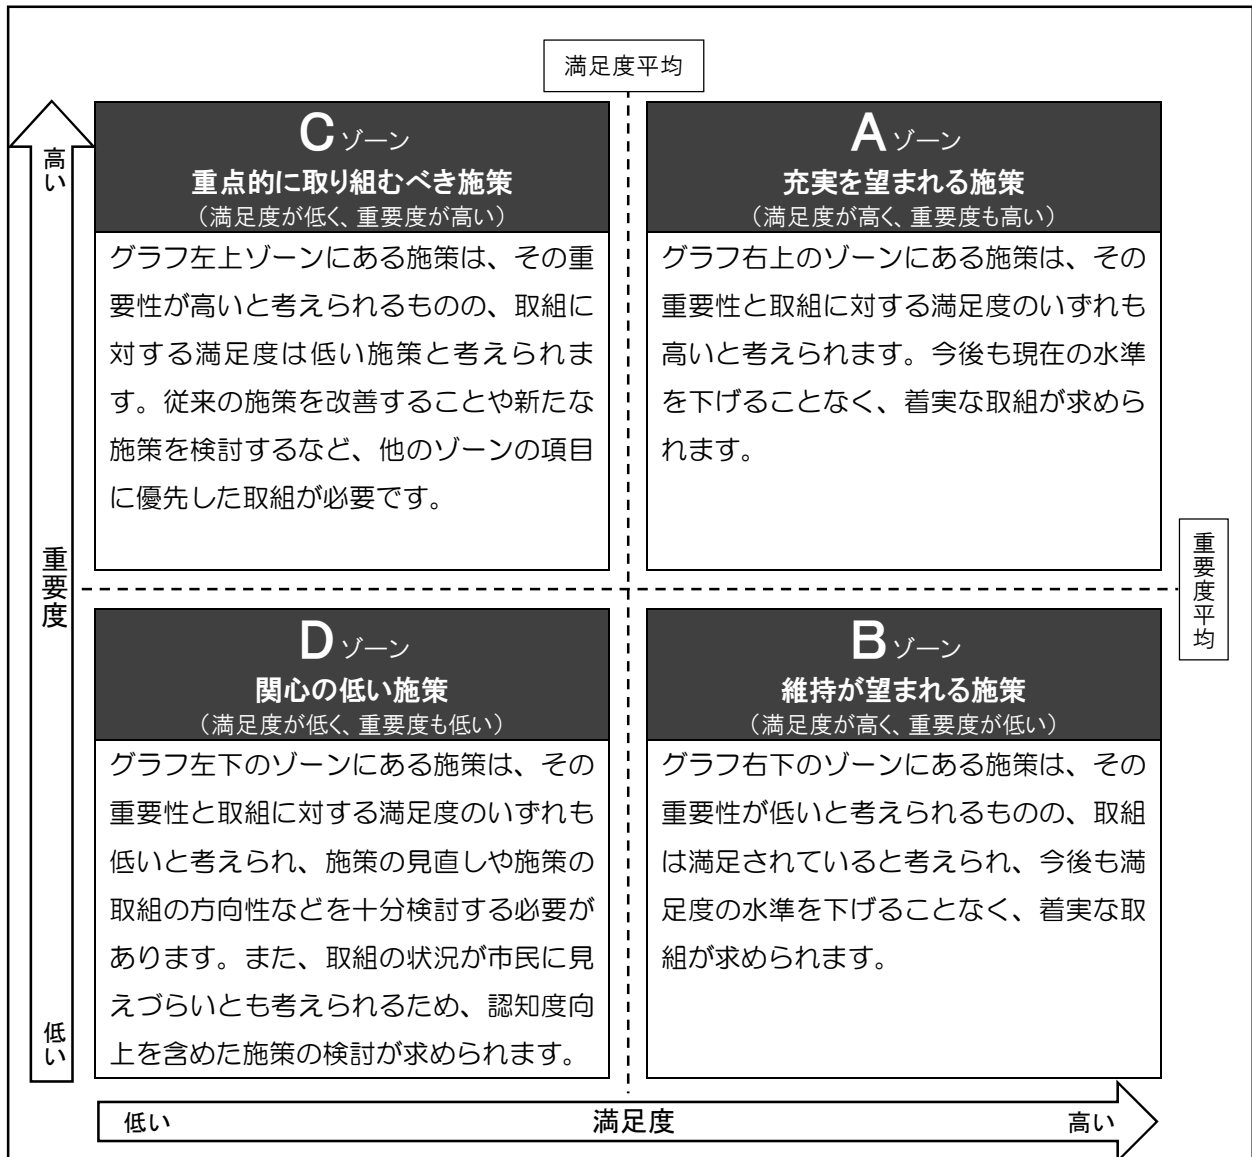 満足度平均
高い
重要度
低い
Cゾーン
重点的に取り組むべき施策
（満足度が低く、重要度が高い）
グラフ左上ゾーンにある施策は、その重
要性が高いと考えられるものの、取組に
対する満足度は低い施策と考えられま
す。従来の施策を改善することや新たな
施策を検討するなど、他のゾーンの項目
に優先した取組が必要です。
Aゾーン
充実を望まれる施策
（満足度が高く、重要度も高い）
グラフ右上のゾーンにある施策は、その
重要性と取組に対する満足度のいずれも
高いと考えられます。今後も現在の水準
を下げることなく、着実な取組が求めら
れます。
重要度平均
Dゾーン
関心の低い施策
（満足度が低く、重要度も低い）
グラフ左下のゾーンにある施策は、その
重要性と取組に対する満足度のいずれも
低いと考えられ、施策の見直しや施策の
取組の方向性などを十分検討する必要が
あります。また、取組の状況が市民に見
えづらいとも考えられるため、認知度向
上を含めた施策の検討が求められます。
Bゾーン
維持が望まれる施策
（満足度が高く、重要度が低い）
グラフ右下のゾーンにある施策は、その
重要性が低いと考えられるものの、取組
は満足されていると考えられ、今後も満
足度の水準を下げることなく、着実な取
組が求められます。
低い 満足度 高い